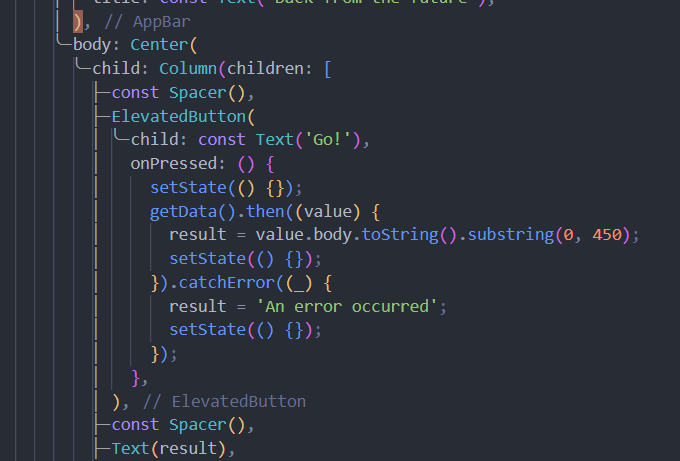 title: const Text('Back from the future'),
), // AppBar
body: Center(
child: Column(children: [
const Spacer(),
ElevatedButton(
child: const Text('Go!'),
onPressed: () {
setState(() {});
getData().then((value) {
result = value.body.toString().substring(0, 450);
setState(() {});
}).catchError((_) {
result = 'An error occurred';
setState(() {});
});
},
), // ElevatedButton
const Spacer(),
Text(result),